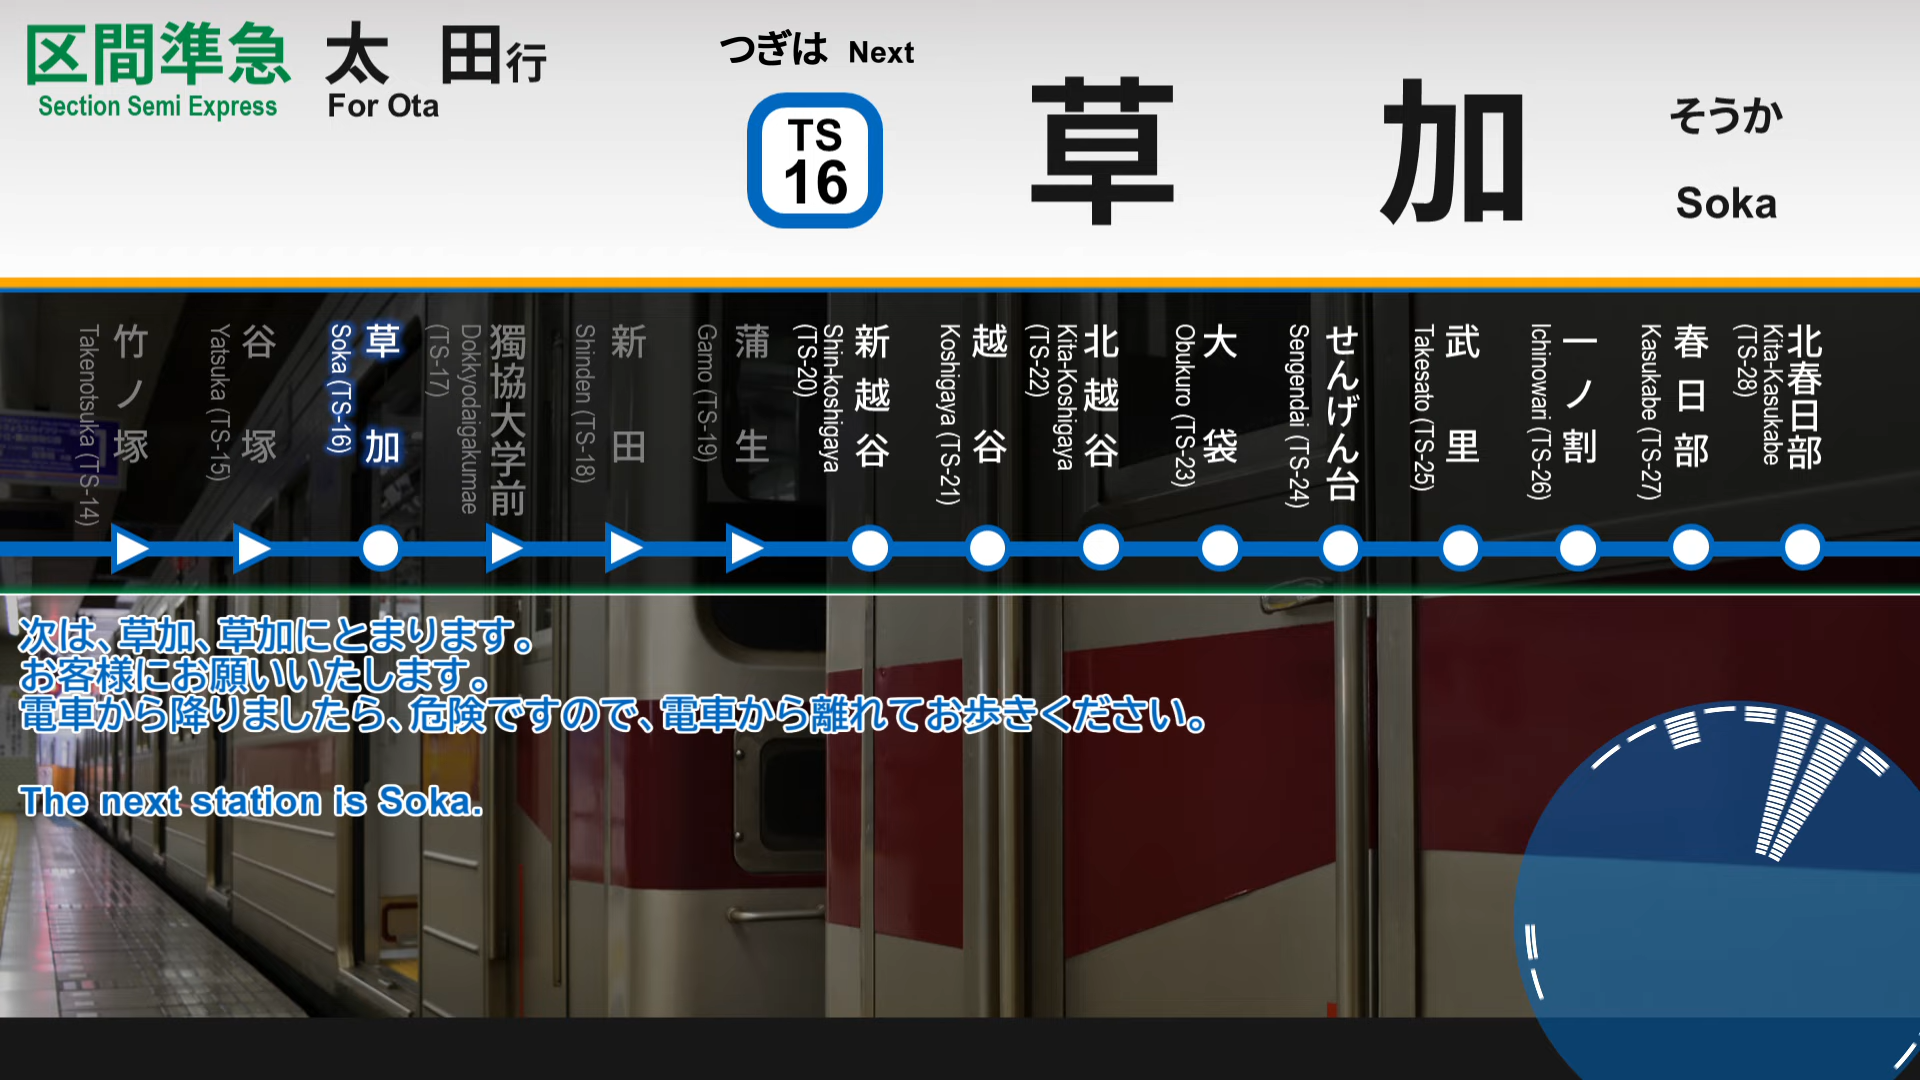 区間準急
Section Semi Express
太田行
For Ota
つぎは Next
TS
16
草加
そうか
Soka
竹ノ塚
Takenotsuka (TS-14)
谷塚
Yatsuka (TS-15)
草加
Soka (TS-16)
獨協大学前
Dokkyodaigakumae
(TS-17)
新田
Shinden (TS-18)
蒲生
Gamo (TS-19)
新越谷
Shin-koshigaya
(TS-20)
越谷
Koshigaya (TS-21)
北越谷
Kita-Koshigaya
(TS-22)
大袋
Obukuro (TS-23)
せんげん台
Sengendai (TS-24)
武里
Takesato (TS-25)
一ノ割
Ichinowari (TS-26)
春日部
Kasukabe (TS-27)
北春日部
Kita-Kasukabe
(TS-28)
次は、草加、草加にとまります。
お客様にお願いいたします。
電車から降りましたら、危険ですので、電車から離れてお歩きください。
The next station is Soka.